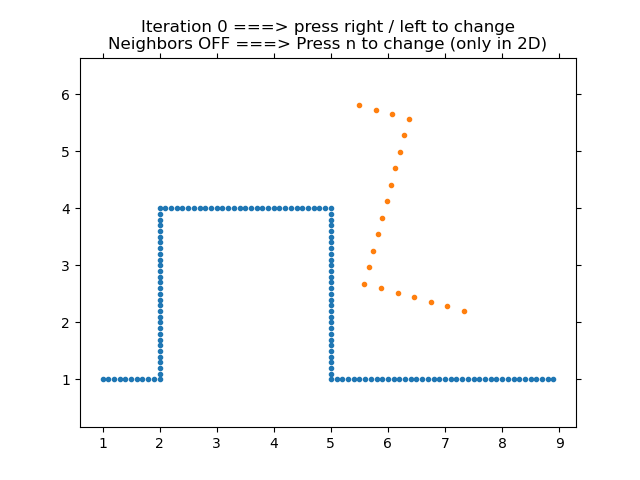 Iteration 0 ===> press right / left to change
Neighbors OFF ===> Press n to change (only in 2D)
6
5
4
3
2
1
1 2 3 4 5 6 7 8 9